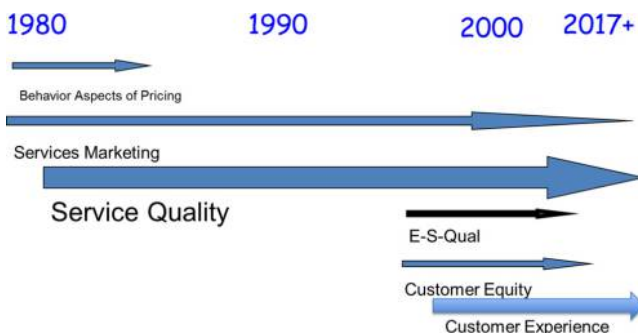 1980 1990 2000 2017+
Behavior Aspects of Pricing
Services Marketing
Service Quality
E-S-Qual
Customer Equity
Customer Experience